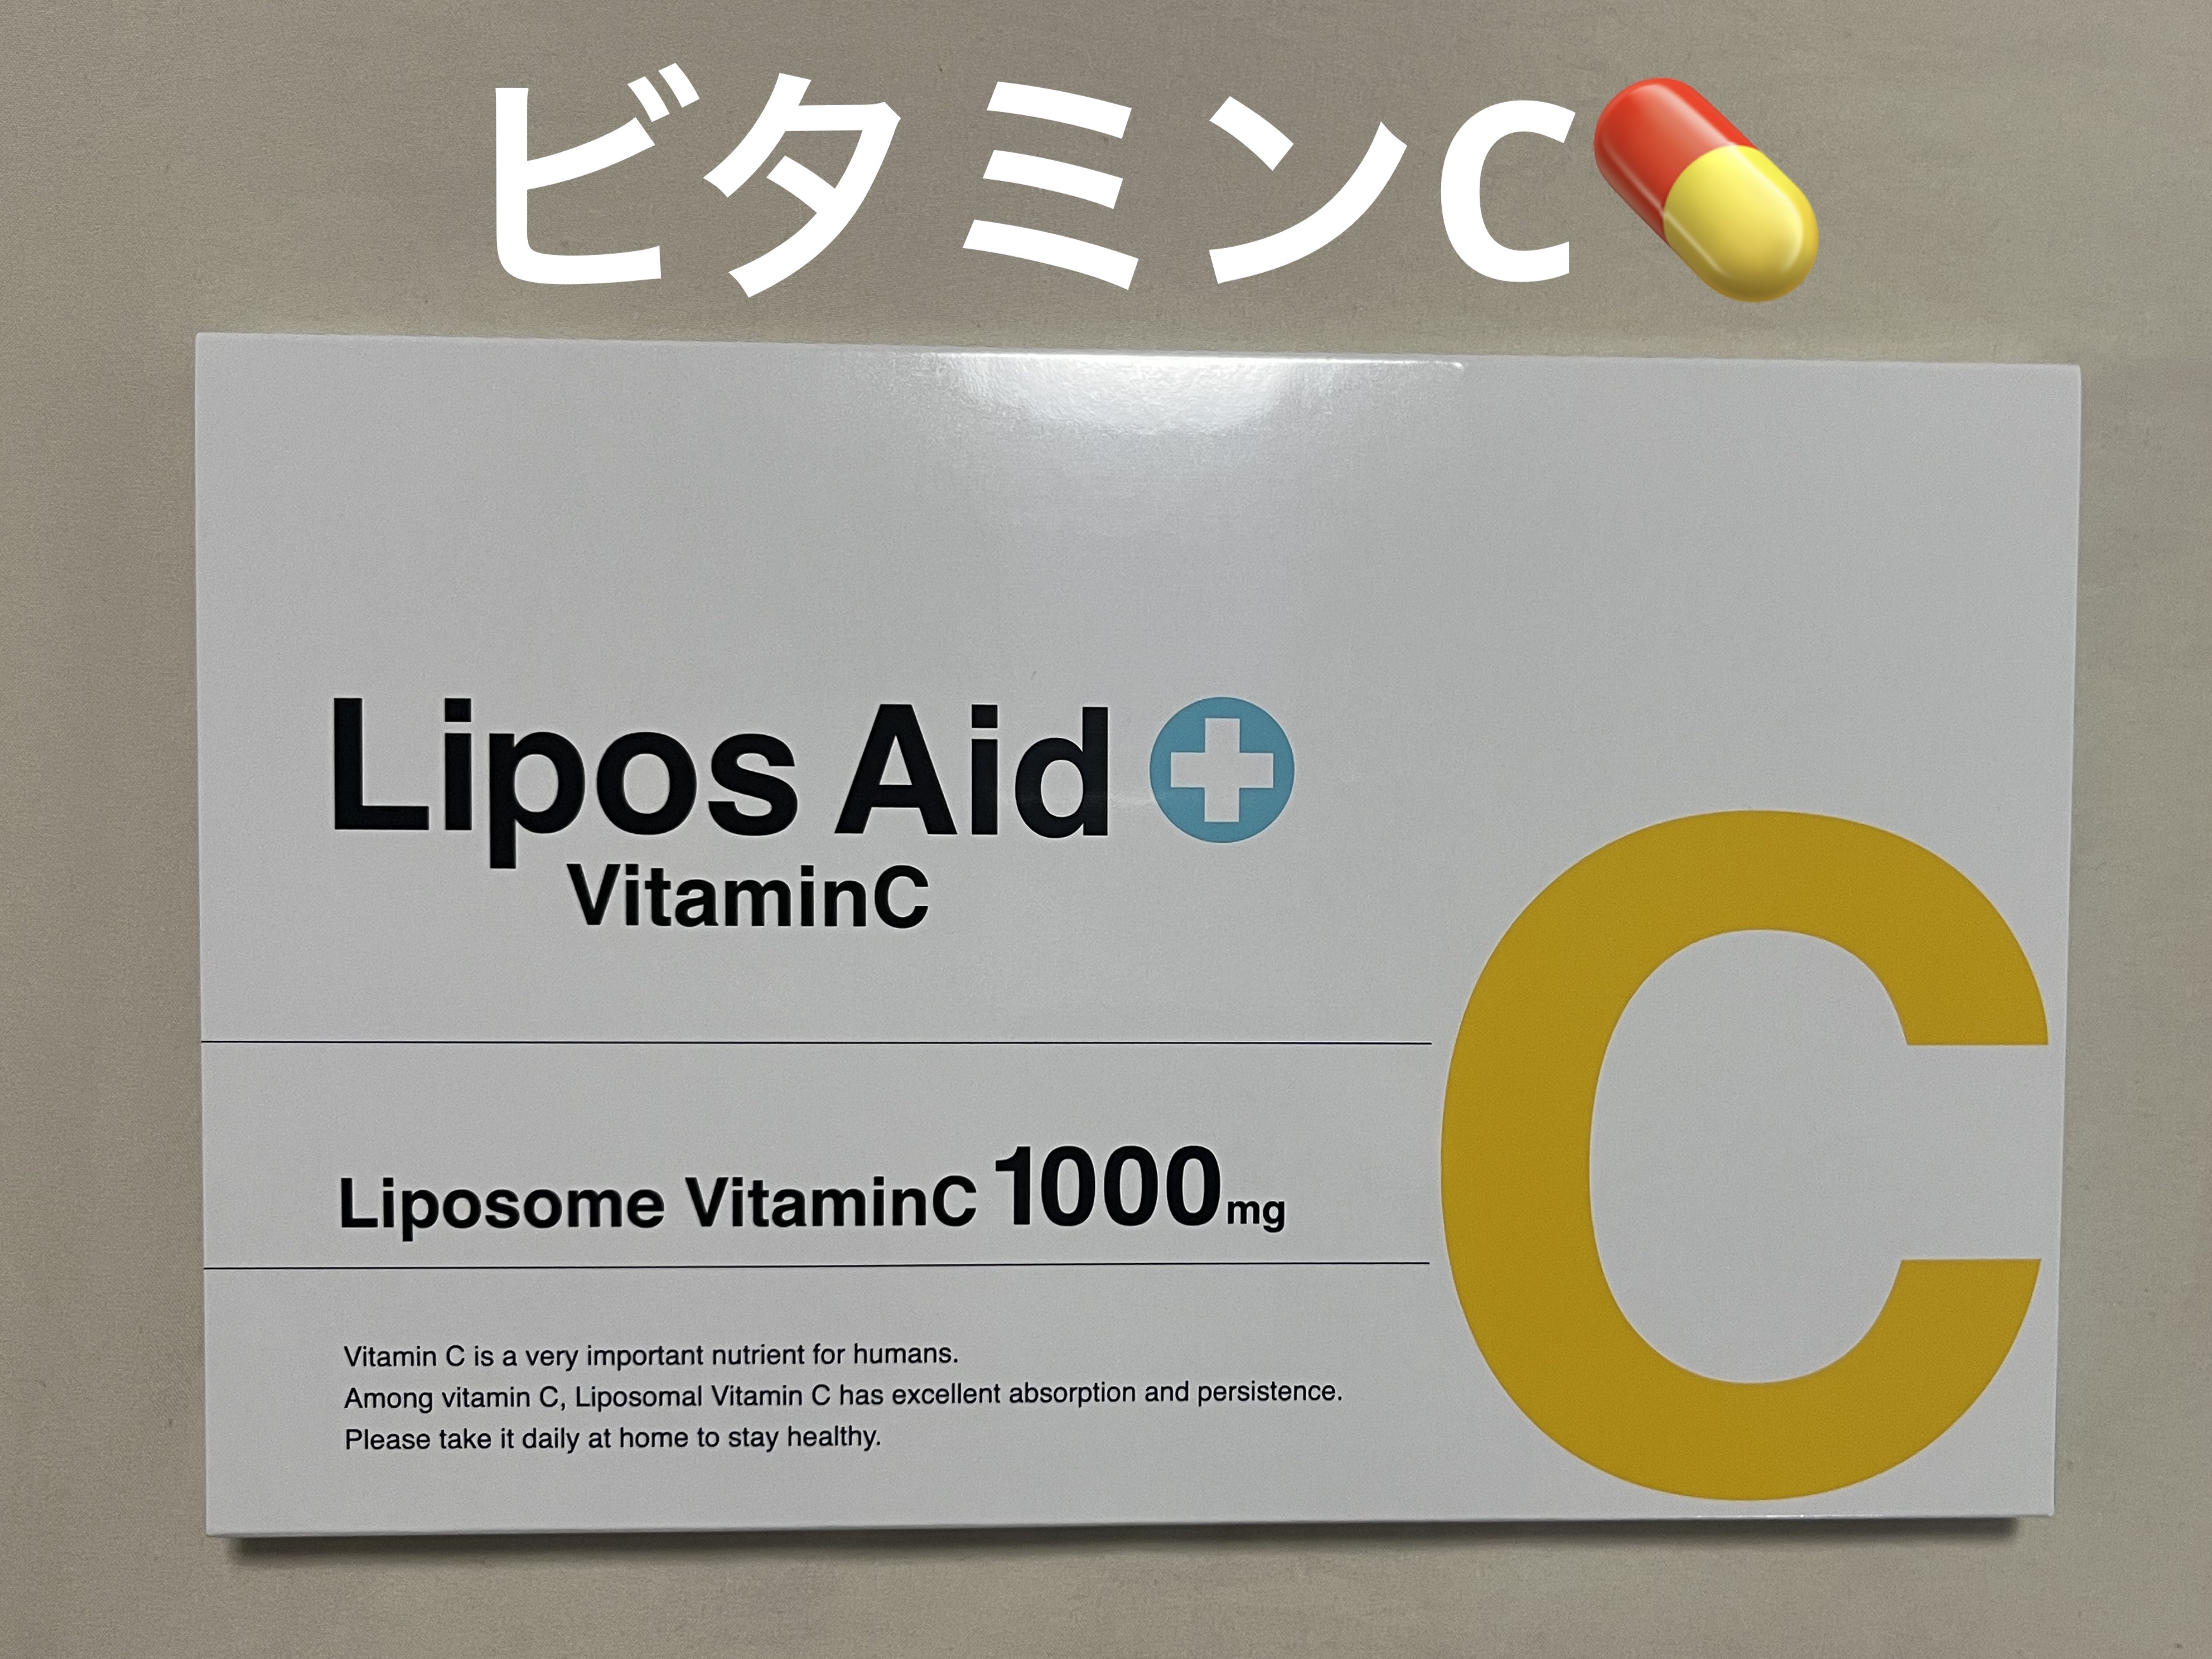 ビタミンC💊
Lipos Aid
VitaminC
Liposome VitaminC 1000mg
C
Vitamin C is a very important nutrient for humans.
Among vitamin C, Liposomal Vitamin C has excellent absorption and persistence.
Please take it daily at home to stay healthy.